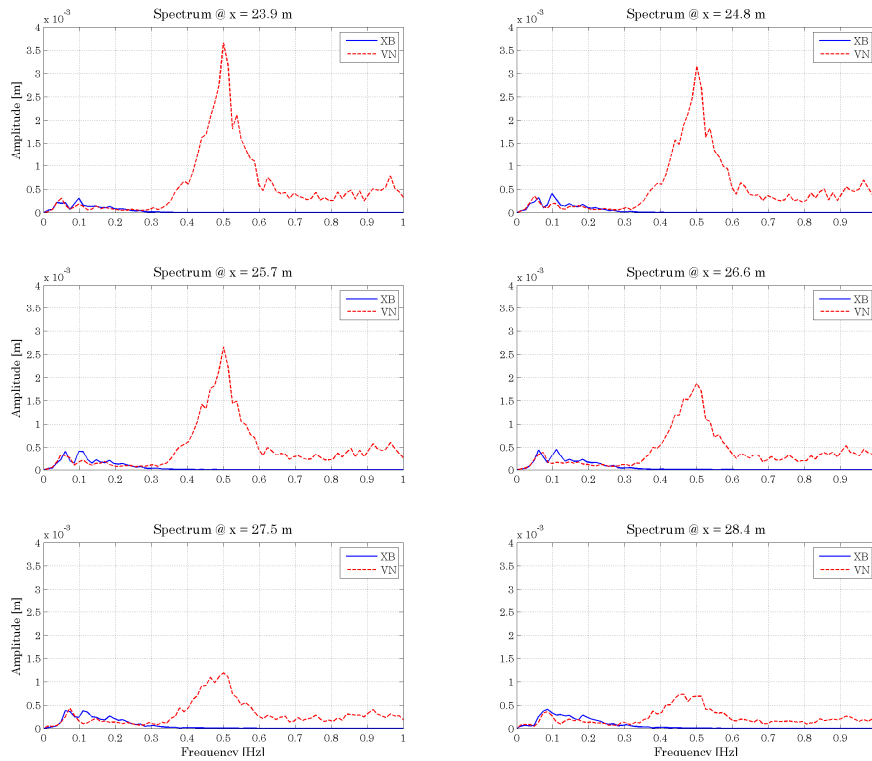 Spectrum @ x = 23.9 m
x 10^-3
4
3.5
3
2.5
2
1.5
1
0.5
0
Amplitude [m]
XB
VN
0 0.1 0.2 0.3 0.4 0.5 0.6 0.7 0.8 0.9 1
Spectrum @ x = 24.8 m
x 10^-3
4
3.5
3
2.5
2
1.5
1
0.5
0
XB
VN
0 0.1 0.2 0.3 0.4 0.5 0.6 0.7 0.8 0.9
Spectrum @ x = 25.7 m
x 10^-3
4
3.5
3
2.5
2
1.5
1
0.5
0
Amplitude [m]
XB
VN
0 0.1 0.2 0.3 0.4 0.5 0.6 0.7 0.8 0.9 1
Spectrum @ x = 26.6 m
x 10^-3
4
3.5
3
2.5
2
1.5
1
0.5
0
XB
VN
0 0.1 0.2 0.3 0.4 0.5 0.6 0.7 0.8 0.9
Spectrum @ x = 27.5 m
x 10^-3
4
3.5
3
2.5
2
1.5
1
0.5
0
Amplitude [m]
XB
VN
0 0.1 0.2 0.3 0.4 0.5 0.6 0.7 0.8 0.9 1
Frequency [Hz]
Spectrum @ x = 28.4 m
x 10^-3
4
3.5
3
2.5
2
1.5
1
0.5
0
XB
VN
0 0.1 0.2 0.3 0.4 0.5 0.6 0.7 0.8 0.9
Frequency [Hz]